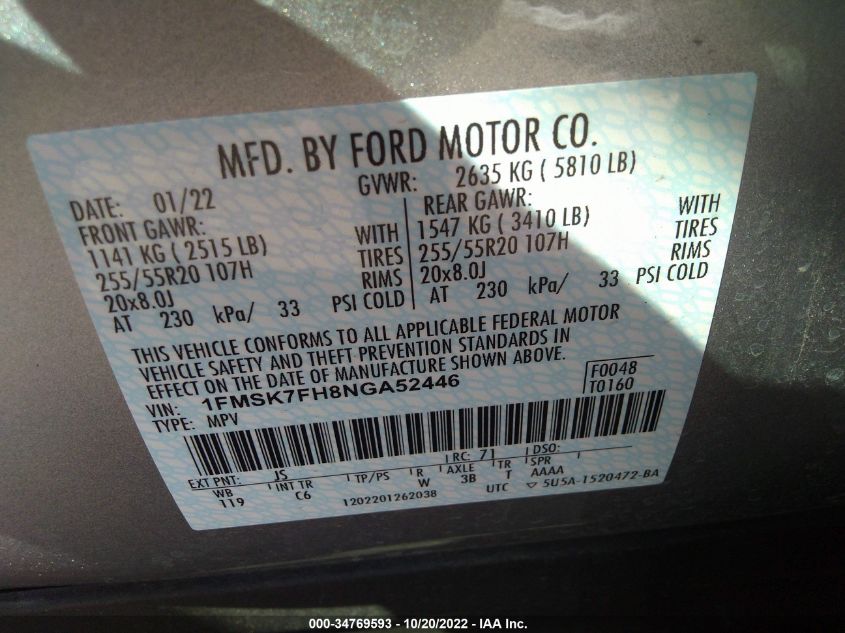 MFD. BY FORD MOTOR CO.
DATE: 01/22 GVWR: 2635 KG ( 5810 LB)
FRONT GAWR: REAR GAWR:
1141 KG ( 2515 LB) WITH 1547 KG ( 3410 LB) WITH
255/55R20 107H TIRES 255/55R20 107H TIRES
20x8.0J RIMS 20x8.0J RIMS
AT 230 kPa/ 33 PSI COLD AT 230 kPa/ 33 PSI COLD
THIS VEHICLE CONFORMS TO ALL APPLICABLE FEDERAL MOTOR
VEHICLE SAFETY AND THEFT PREVENTION STANDARDS IN
EFFECT ON THE DATE OF MANUFACTURE SHOWN ABOVE.
VIN: 1FMSK7FH8NGA52446 F0048
TYPE: MPV T0160
EXT PNT: JS RC: 71 DSO:
WB INT TR TP/PS R AXLE TR SPR
119 C6 W 3B T AAAA
1202201262038 UTC ▽ 5U5A-1520472-BA
000-34769593 - 10/20/2022 - IAA Inc.